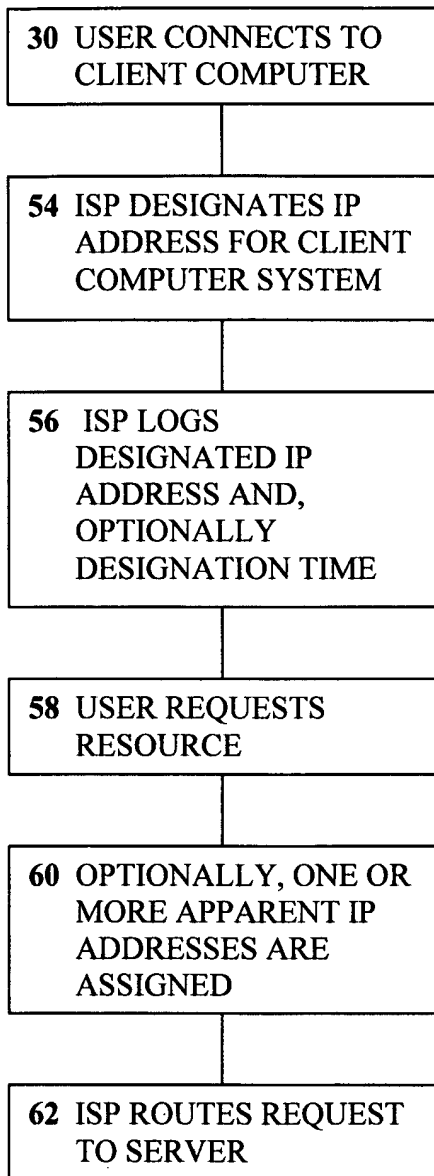 30 USER CONNECTS TO
CLIENT COMPUTER
54 ISP DESIGNATES IP
ADDRESS FOR CLIENT
COMPUTER SYSTEM
56 ISP LOGS
DESIGNATED IP
ADDRESS AND,
OPTIONALLY
DESIGNATION TIME
58 USER REQUESTS
RESOURCE
60 OPTIONALLY, ONE OR
MORE APPARENT IP
ADDRESSES ARE
ASSIGNED
62 ISP ROUTES REQUEST
TO SERVER